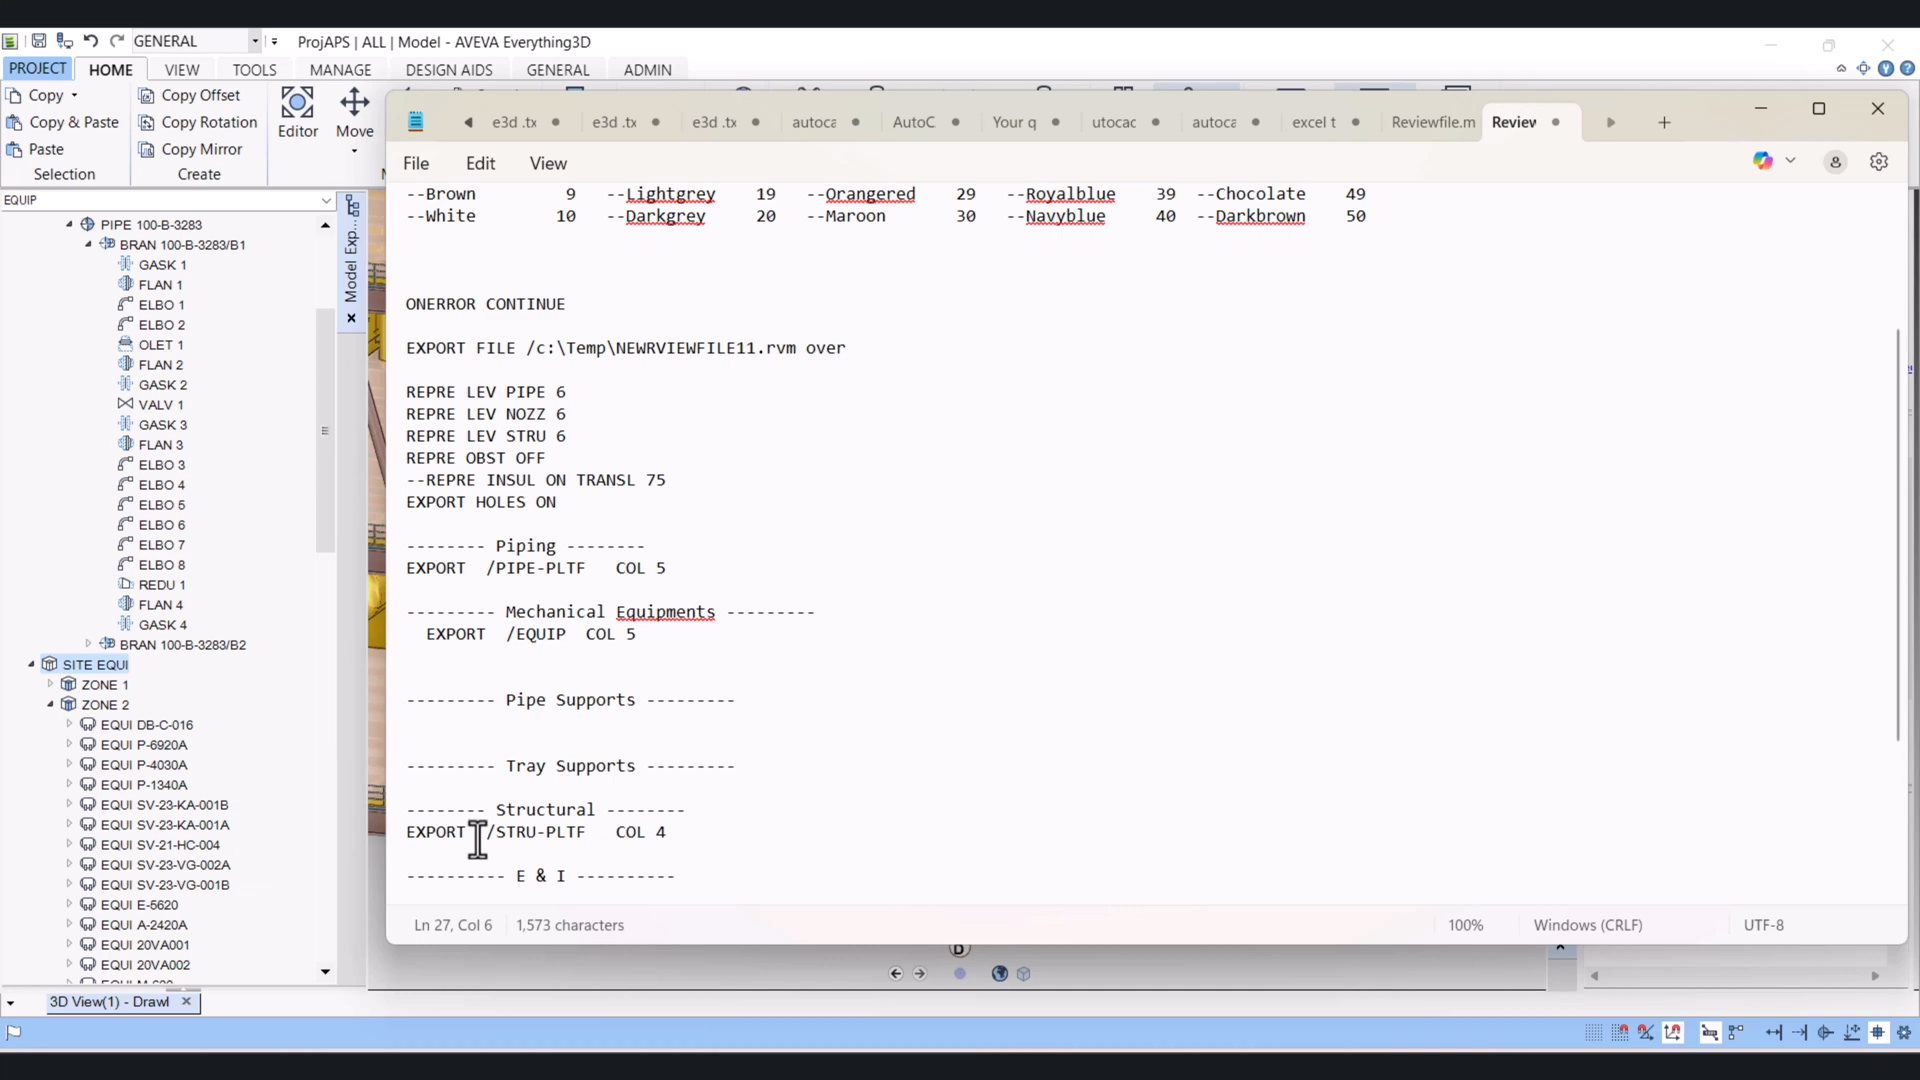 GENERAL
ProjAPS | ALL | Model - AVEVA Everything3D
PROJECT HOME VIEW TOOLS MANAGE DESIGN AIDS GENERAL ADMIN
Copy
Copy & Paste
Paste
Selection
Copy Offset
Copy Rotation
Copy Mirror
Create
Editor
Move
EQUIP
PIPE 100-B-3283
BRAN 100-B-3283/B1
GASK 1
FLAN 1
ELBO 1
ELBO 2
OLET 1
FLAN 2
GASK 2
VALV 1
GASK 3
FLAN 3
ELBO 3
ELBO 4
ELBO 5
ELBO 6
ELBO 7
ELBO 8
REDU 1
FLAN 4
GASK 4
BRAN 100-B-3283/B2
SITE EQUI
ZONE 1
ZONE 2
EQUI DB-C-016
EQUI P-6920A
EQUI P-4030A
EQUI P-1340A
EQUI SV-23-KA-001B
EQUI SV-23-KA-001A
EQUI SV-21-HC-004
EQUI SV-23-VG-002A
EQUI SV-23-VG-001B
EQUI E-5620
EQUI A-2420A
EQUI 20VA001
EQUI 20VA002
Model Exp...
3D View(1) - Drawl
e3d .tx e3d .tx e3d .tx autoca AutoC Your q utocac autoca excel t Reviewfile.m Review
File Edit View
--Brown 9 --Lightgrey 19 --Orangered 29 --Royalblue 39 --Chocolate 49
--White 10 --Darkgrey 20 --Maroon 30 --Navyblue 40 --Darkbrown 50
ONERROR CONTINUE
EXPORT FILE /c:\Temp\NEWRVIEWFILE11.rvm over
REPRE LEV PIPE 6
REPRE LEV NOZZ 6
REPRE LEV STRU 6
REPRE OBST OFF
--REPRE INSUL ON TRANSL 75
EXPORT HOLES ON
-------- Piping --------
EXPORT /PIPE-PLTF COL 5
--------- Mechanical Equipments ---------
EXPORT /EQUIP COL 5
--------- Pipe Supports ---------
--------- Tray Supports ---------
-------- Structural --------
EXPORT /STRU-PLTF COL 4
---------- E & I ----------
Ln 27, Col 6 1,573 characters 100% Windows (CRLF) UTF-8
D